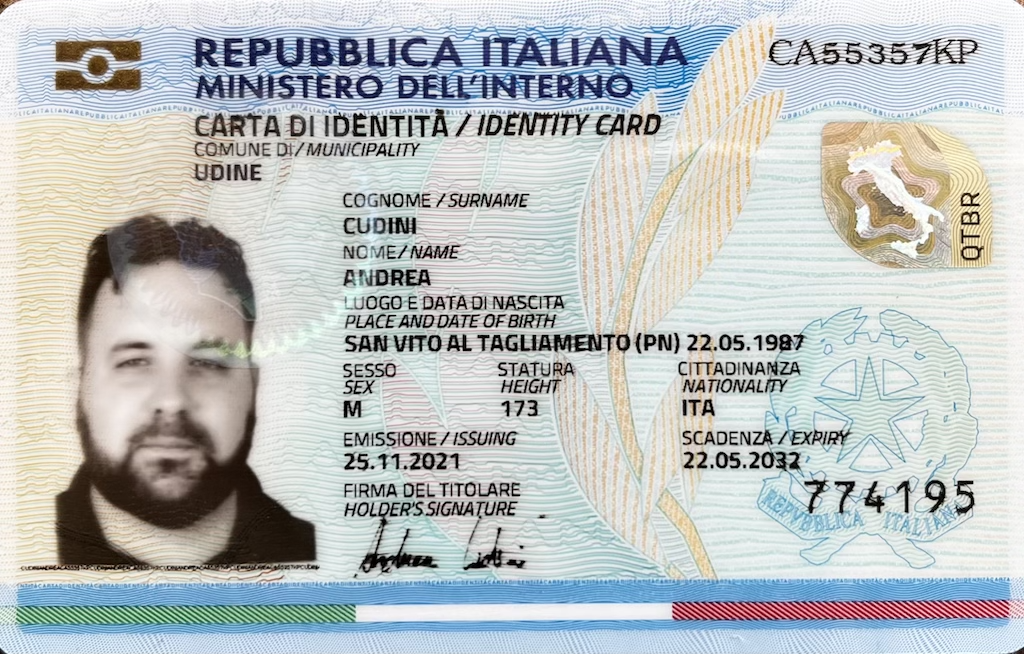 REPUBBLICA ITALIANA
MINISTERO DELL'INTERNO
CA55357KP
CARTA DI IDENTITÀ / IDENTITY CARD
COMUNE DI / MUNICIPALITY
UDINE
COGNOME / SURNAME
CUDINI
NOME / NAME
ANDREA
LUOGO E DATA DI NASCITA
PLACE AND DATE OF BIRTH
SAN VITO AL TAGLIAMENTO (PN) 22.05.1987
SESSO STATURA CITTADINANZA
SEX HEIGHT NATIONALITY
M 173 ITA
EMISSIONE / ISSUING SCADENZA / EXPIRY
25.11.2021 22.05.2032
FIRMA DEL TITOLARE
HOLDER'S SIGNATURE
Andrea Cudini
QTBR
774195
REPVBBLICA ITALIANA